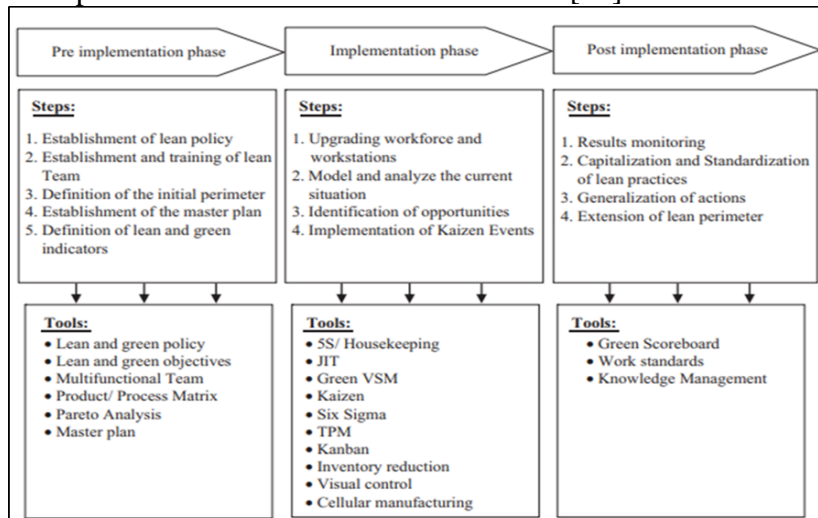 Pre implementation phase
Implementation phase
Post implementation phase
Steps:
1. Establishment of lean policy
2. Establishment and training of lean
Team
3. Definition of the initial perimeter
4. Establishment of the master plan
5. Definition of lean and green
indicators
Steps:
1. Upgrading workforce and
workstations
2. Model and analyze the current
situation
3. Identification of opportunities
4. Implementation of Kaizen Events
Steps:
1. Results monitoring
2. Capitalization and Standardization
of lean practices
3. Generalization of actions
4. Extension of lean perimeter
Tools:
• Lean and green policy
• Lean and green objectives
• Multifunctional Team
• Product/ Process Matrix
• Pareto Analysis
• Master plan
Tools:
• 5S/ Housekeeping
• JIT
• Green VSM
• Kaizen
• Six Sigma
• TPM
• Kanban
• Inventory reduction
• Visual control
• Cellular manufacturing
Tools:
• Green Scoreboard
• Work standards
• Knowledge Management